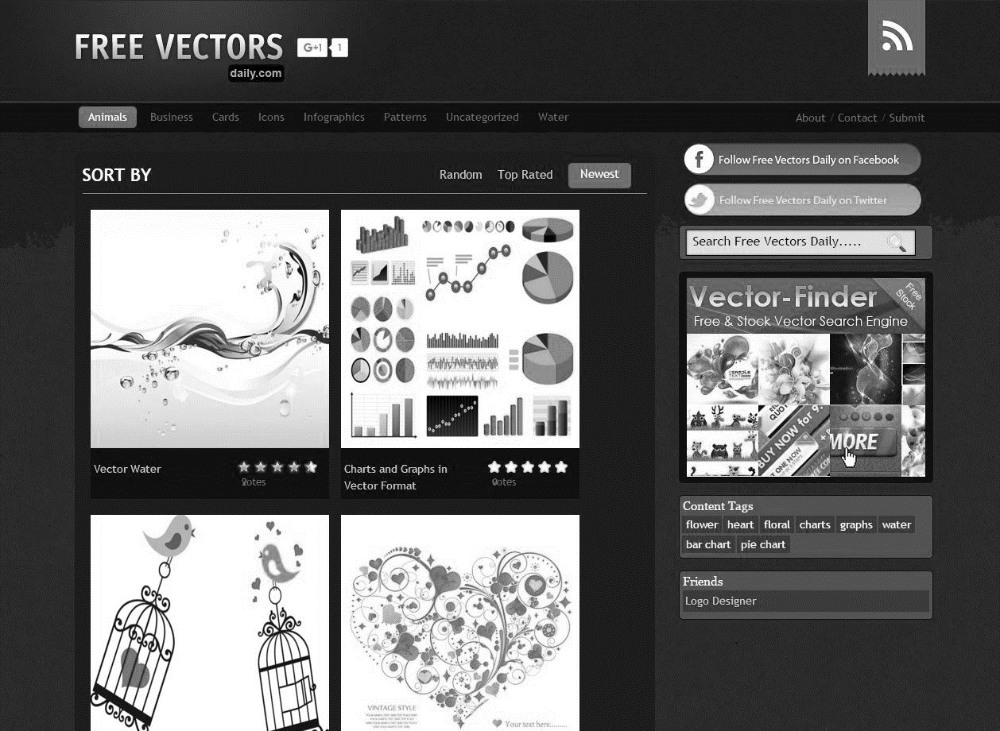 FREE VECTORS
daily.com
G+1 1
Animals Business Cards Icons Infographics Patterns Uncategorized Water
About / Contact / Submit
SORT BY
Random Top Rated Newest
Vector Water
votes
Charts and Graphs in
Vector Format
votes
VINTAGE STYLE
Your text here.........
Follow Free Vectors Daily on Facebook
Follow Free Vectors Daily on Twitter
Search Free Vectors Daily.....
Vector-Finder
Free
Stock
Free & Stock Vector Search Engine
SAMPLE
TEXT
BUY NOW for 9.
MORE
Content Tags
flower heart floral charts graphs water
bar chart pie chart
Friends
Logo Designer